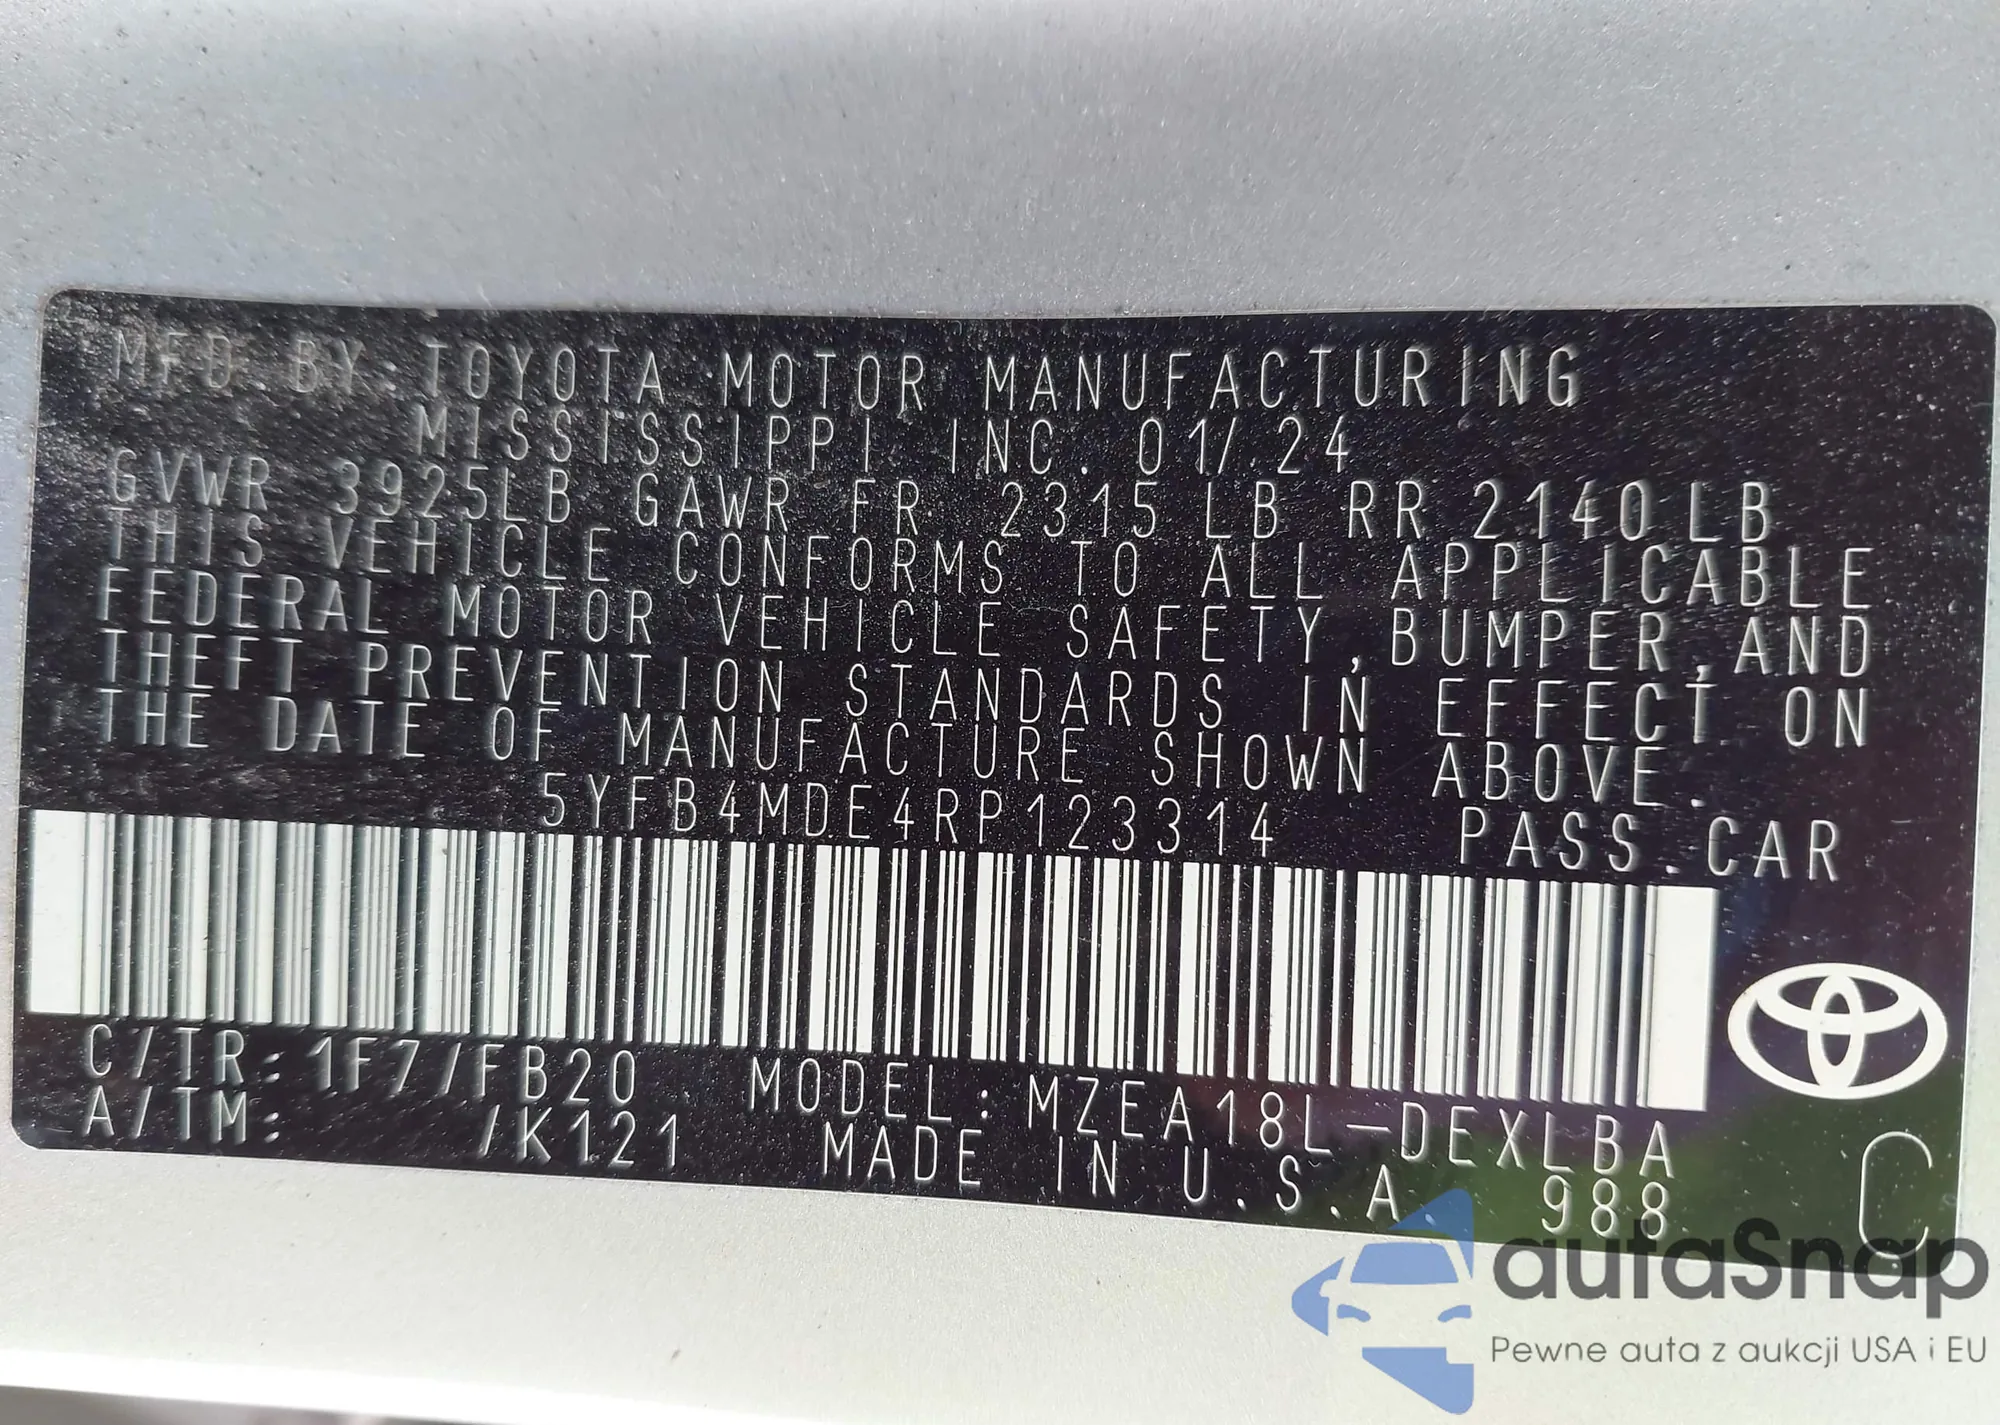 MFD. BY: TOYOTA MOTOR MANUFACTURING
MISSISSIPPI INC. 01/24
GVWR 3925LB GAWR FR 2315 LB RR 2140LB
THIS VEHICLE CONFORMS TO ALL APPLICABLE
FEDERAL MOTOR VEHICLE SAFETY, BUMPER, AND
THEFT PREVENTION STANDARDS IN EFFECT ON
THE DATE OF MANUFACTURE SHOWN ABOVE.
5YFB4MDE4RP123314 PASS. CAR
C/TR: 1F7/FB20 MODEL: MZEA18L-DEXLBA
A/TM: /K121 MADE IN U.S.A. 988
C
autaSnap
Pewne auta z aukcji USA i EU